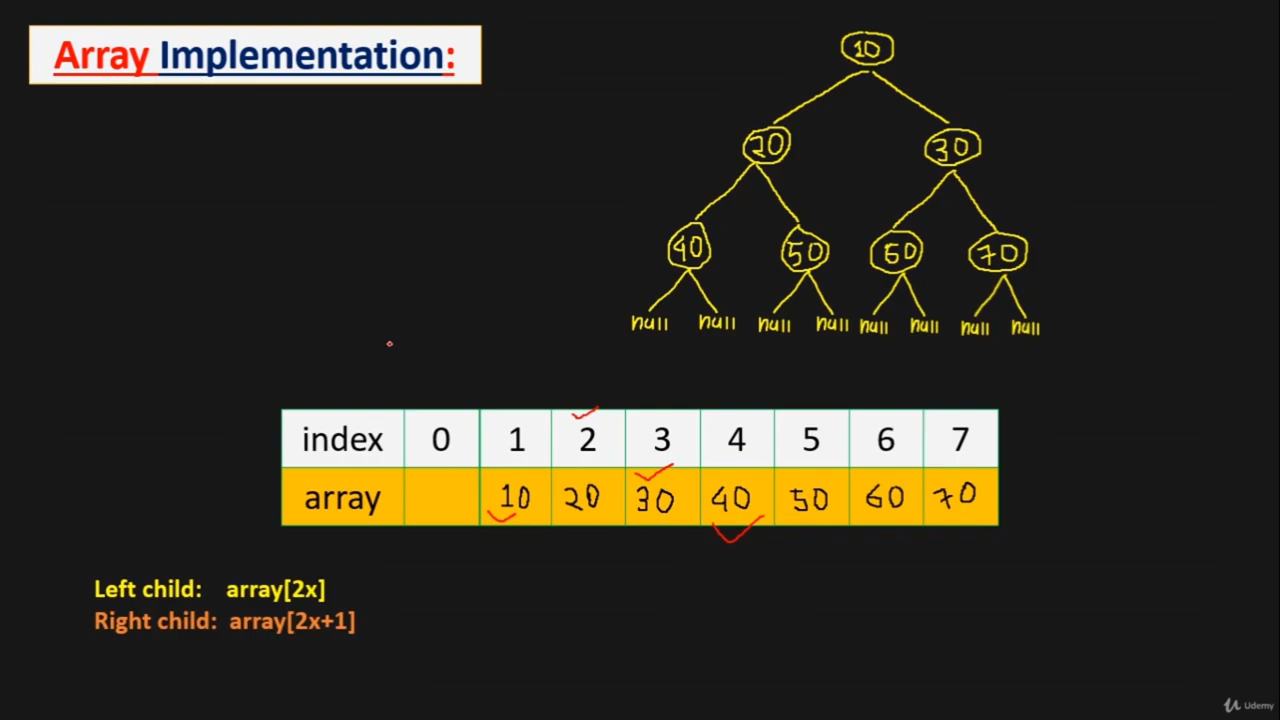 Array Implementation:
10
20 30
40 50 60 70
null null null null null null null null
index 0 1 2 3 4 5 6 7
array 10 20 30 40 50 60 70
Left child: array[2x]
Right child: array[2x+1]
Udemy